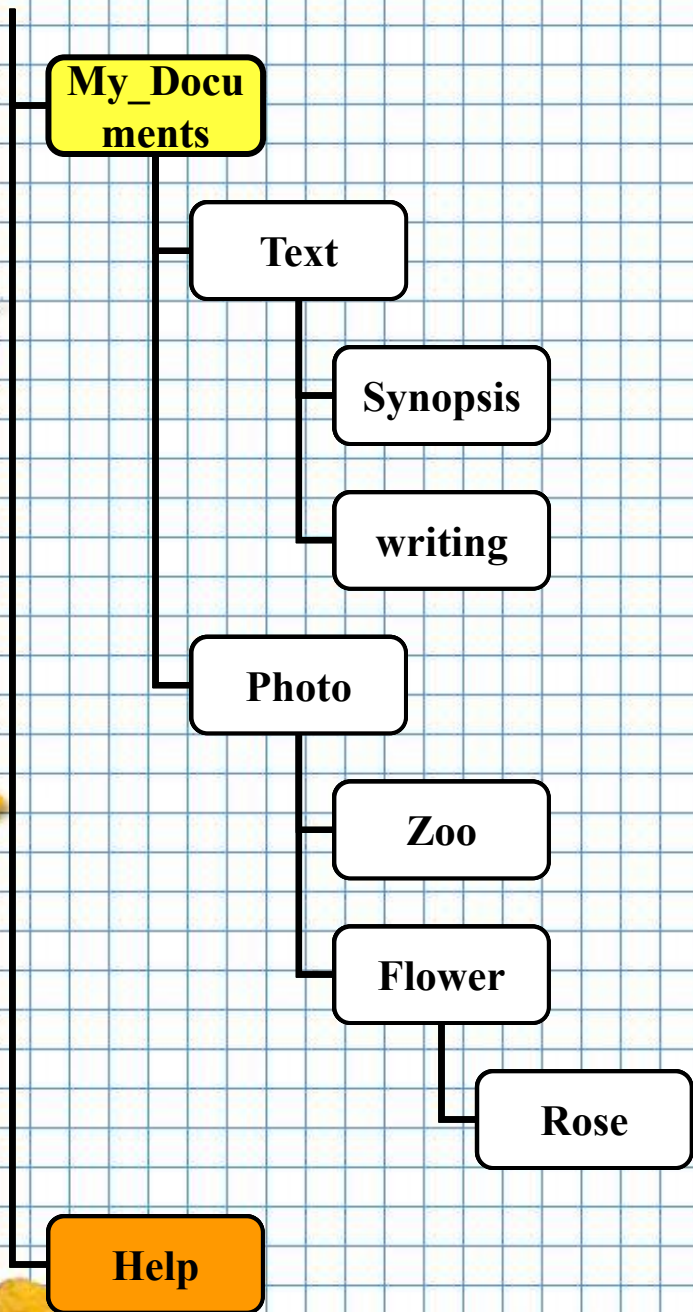 My_Docu
ments
Text
Synopsis
writing
Photo
Zoo
Flower
Rose
Help